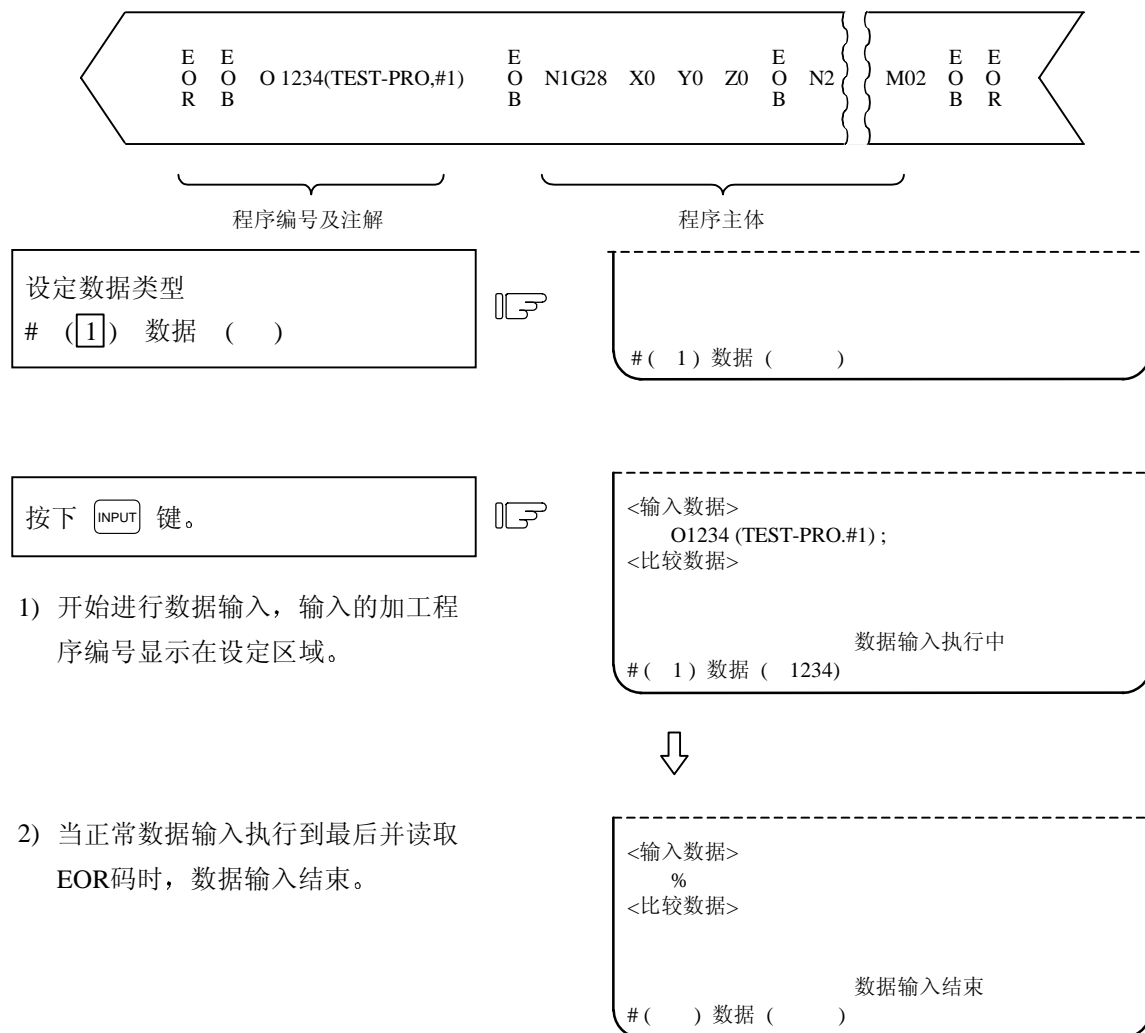 EOR EOB O 1234(TEST-PRO,#1) EOB N1G28 X0 Y0 Z0 EOB N2 M02 EOB EOR
程序编号及注解 程序主体
设定数据类型
# (1) 数据 ( )
#( 1 ) 数据 ( )
按下 INPUT 键。
<输入数据>
O1234 (TEST-PRO.#1) ;
<比较数据>
数据输入执行中
#( 1 ) 数据 ( 1234)
1) 开始进行数据输入，输入的加工程
序编号显示在设定区域。
2) 当正常数据输入执行到最后并读取
EOR码时，数据输入结束。
<输入数据>
%
<比较数据>
数据输入结束
#( ) 数据 ( )